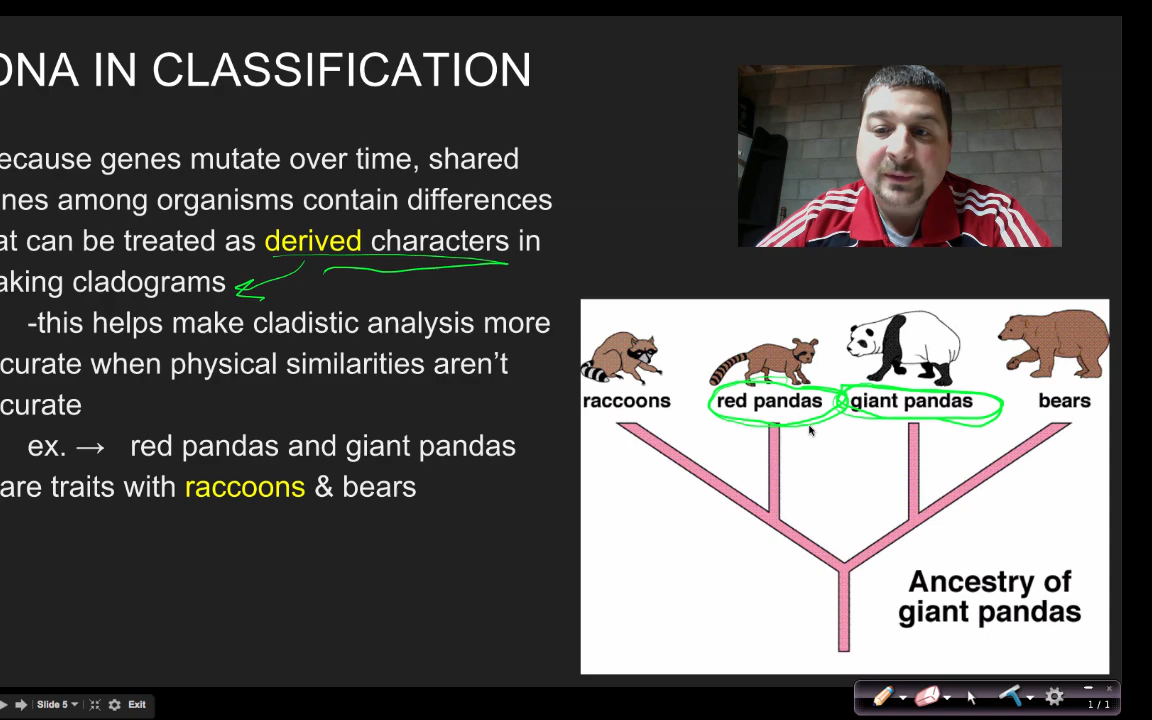 DNA IN CLASSIFICATION
ecause genes mutate over time, shared
nes among organisms contain differences
at can be treated as derived characters in
aking cladograms
-this helps make cladistic analysis more
curate when physical similarities aren’t
curate
ex. → red pandas and giant pandas
are traits with raccoons & bears
raccoons
red pandas
giant pandas
bears
Ancestry of
giant pandas
Slide 5
Exit
1 / 1